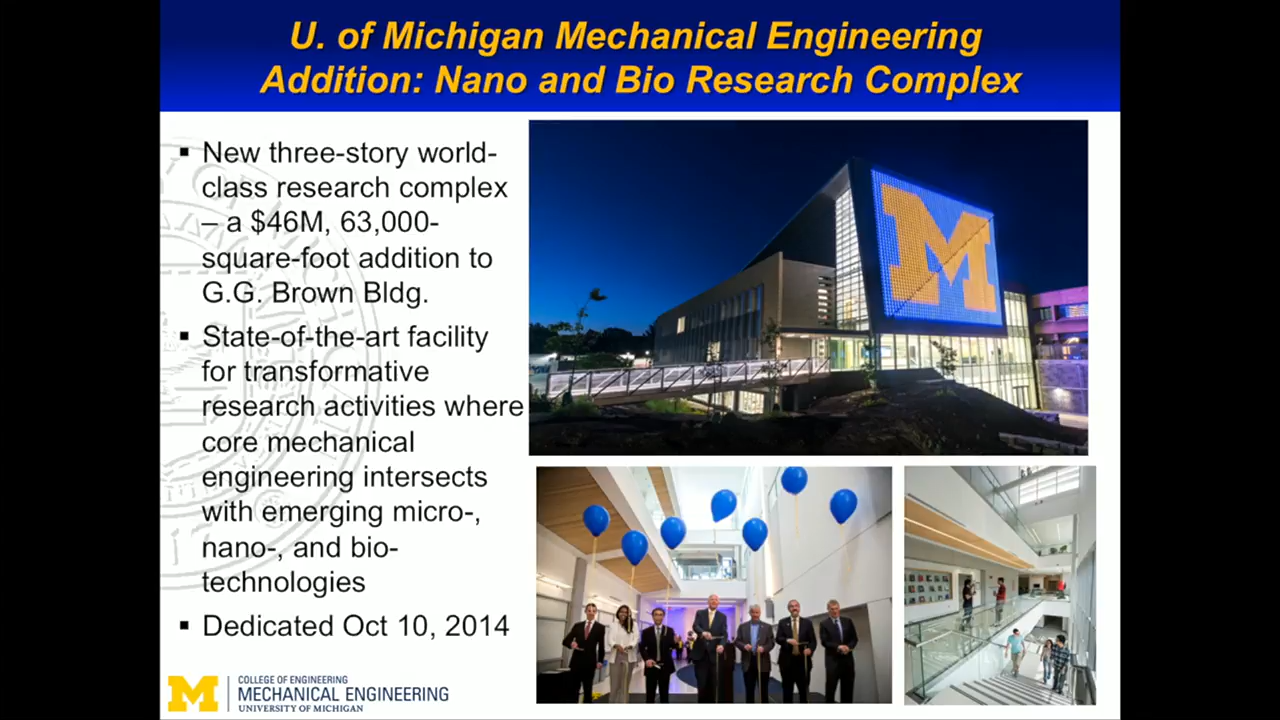 U. of Michigan Mechanical Engineering
Addition: Nano and Bio Research Complex
▪ New three-story world-
class research complex
– a $46M, 63,000-
square-foot addition to
G.G. Brown Bldg.
▪ State-of-the-art facility
for transformative
research activities where
core mechanical
engineering intersects
with emerging micro-,
nano-, and bio-
technologies
▪ Dedicated Oct 10, 2014
M
M
COLLEGE OF ENGINEERING
MECHANICAL ENGINEERING
UNIVERSITY OF MICHIGAN